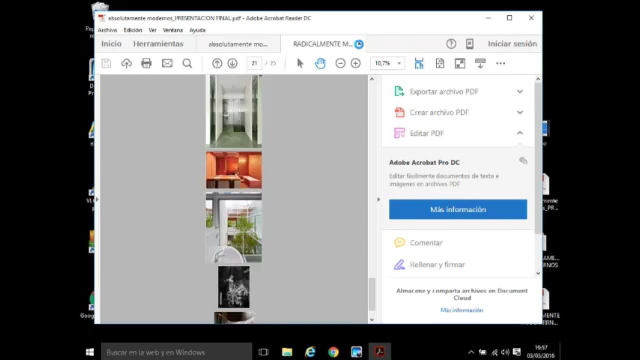 absolutamente modernos_PRESENTACION FINAL.pdf - Adobe Acrobat Reader DC
Archivo Edición Ver Ventana Ayuda
Inicio Herramientas absolutamente mo... RADICALMENTE M... Iniciar sesión
21 / 25 10,7%
Exportar archivo PDF
Crear archivo PDF
Editar PDF
Adobe Acrobat Pro DC
Editar fácilmente documentos de texto e
imágenes en archivos PDF
Más información
Comentar
Rellenar y firmar
Almacene y comparta archivos en Document
Cloud
Más información
Buscar en la web y en Windows
19:57
03/03/2016